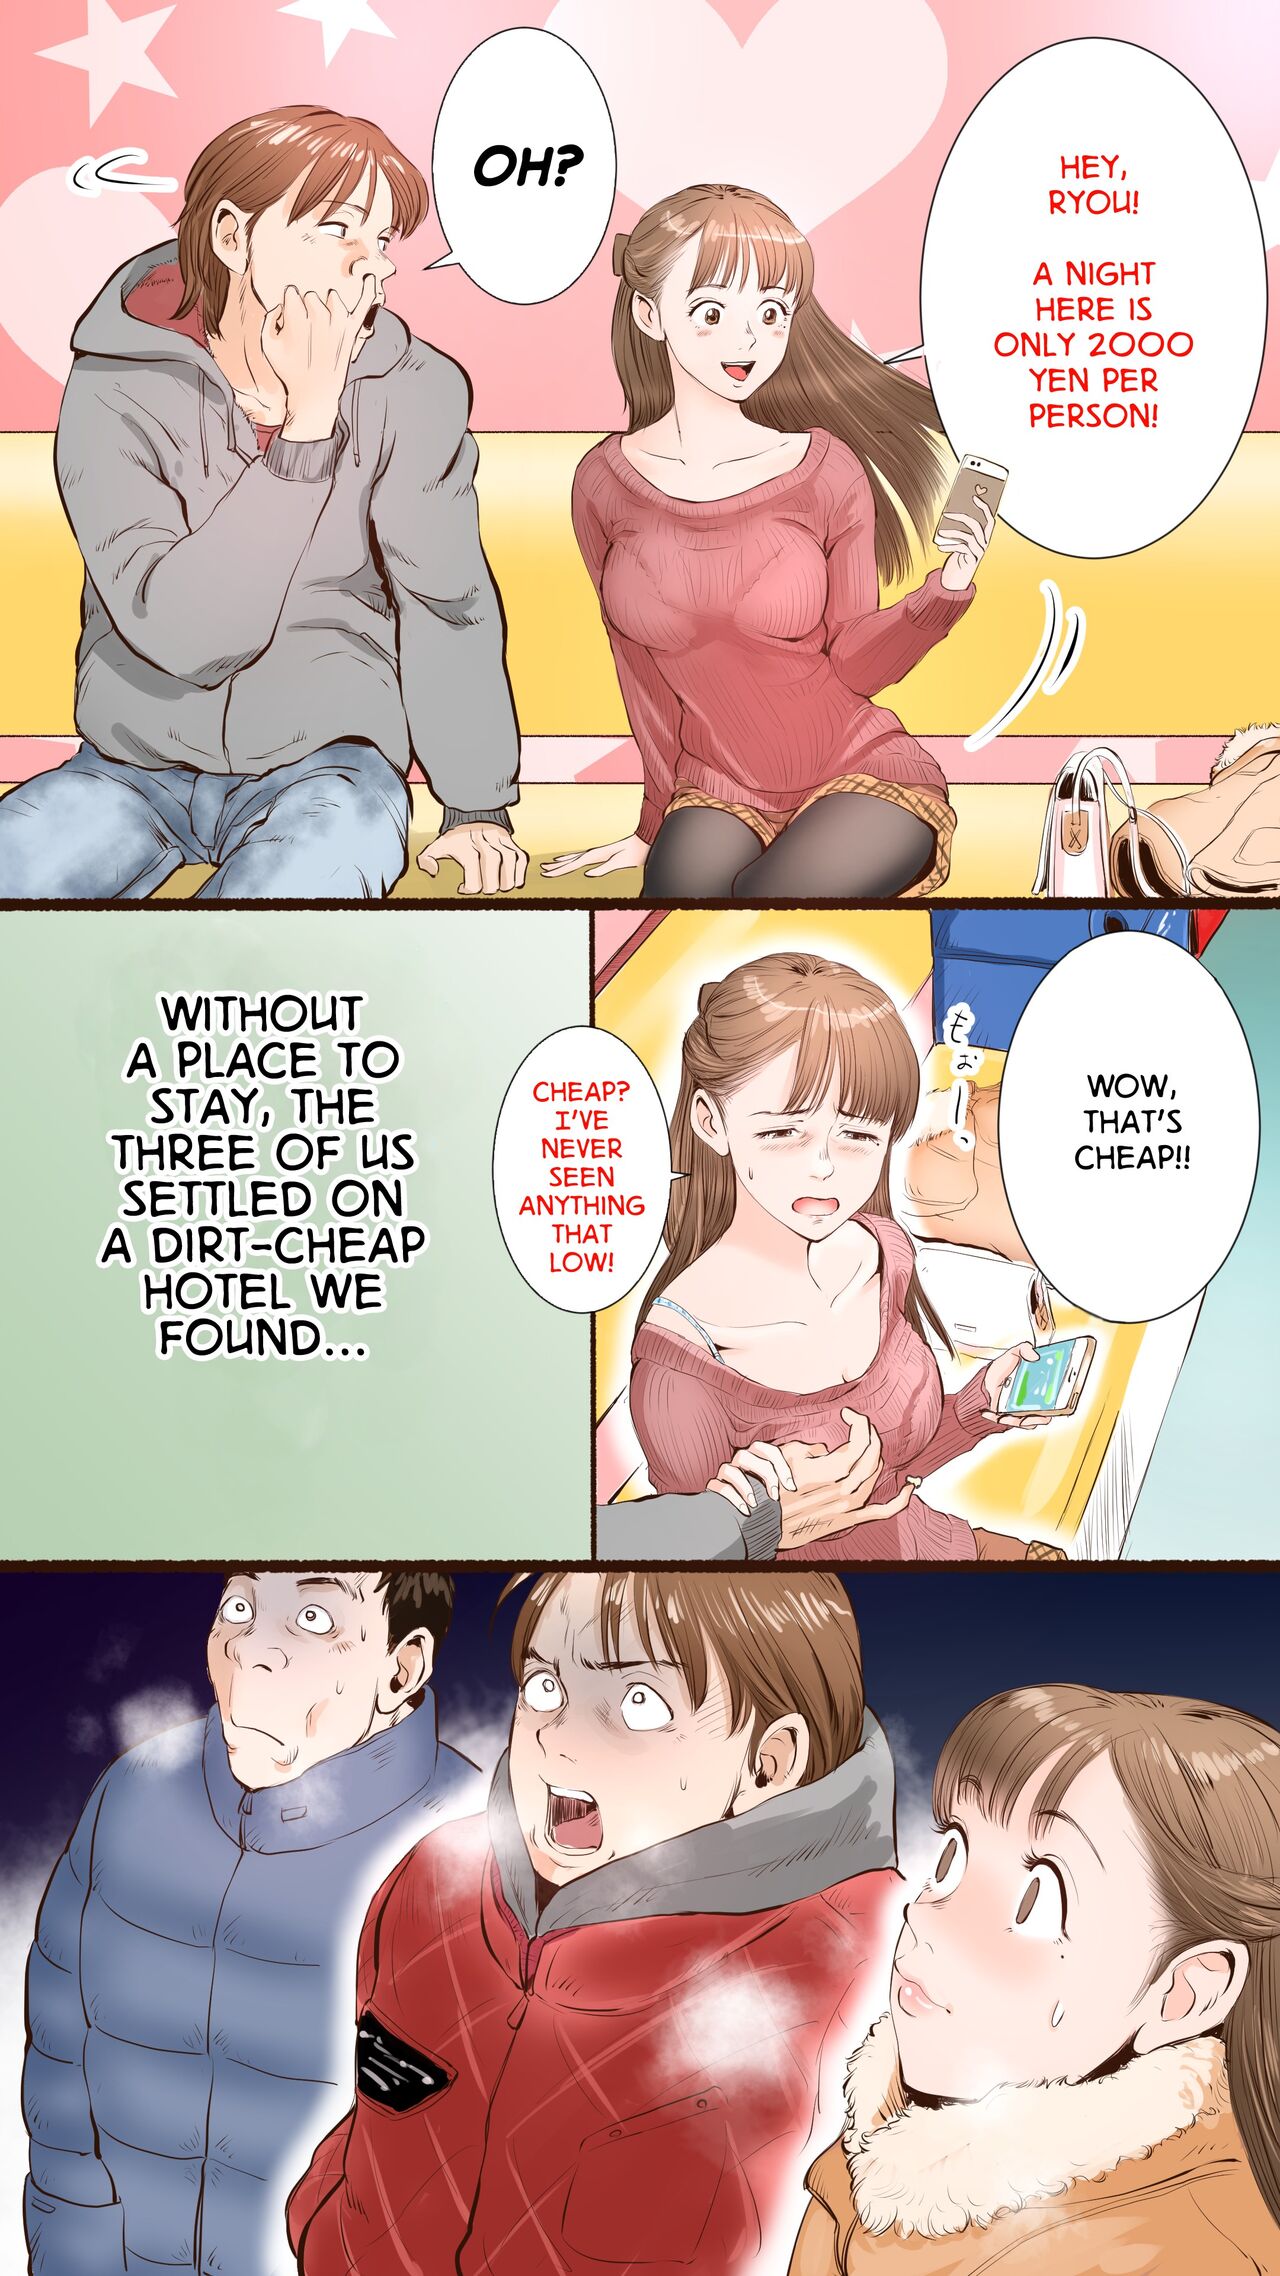 OH?
HEY,
RYOU!
A NIGHT
HERE IS
ONLY 2000
YEN PER
PERSON!
WITHOUT
A PLACE TO
STAY, THE
THREE OF US
SETTLED ON
A DIRT-CHEAP
HOTEL WE
FOUND...
CHEAP?
I'VE
NEVER
SEEN
ANYTHING
THAT
LOW!
もぉー、
WOW,
THAT'S
CHEAP!!